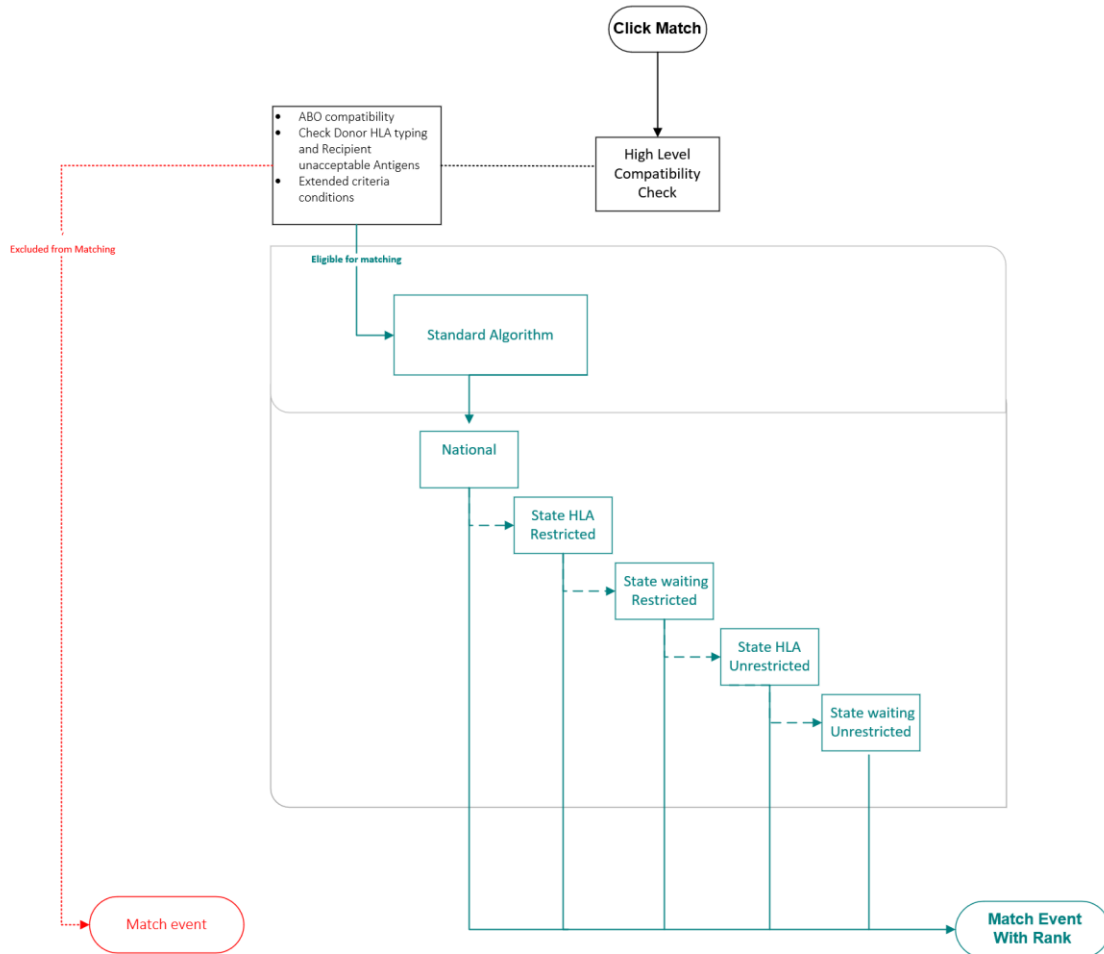 Click Match
● ABO compatibility
● Check Donor HLA typing
and Recipient
unacceptable Antigens
● Extended criteria
conditions
High Level
Compatibility
Check
Excluded from Matching
Eligible for matching
Standard Algorithm
National
State HLA
Restricted
State waiting
Restricted
State HLA
Unrestricted
State waiting
Unrestricted
Match event
Match Event
With Rank